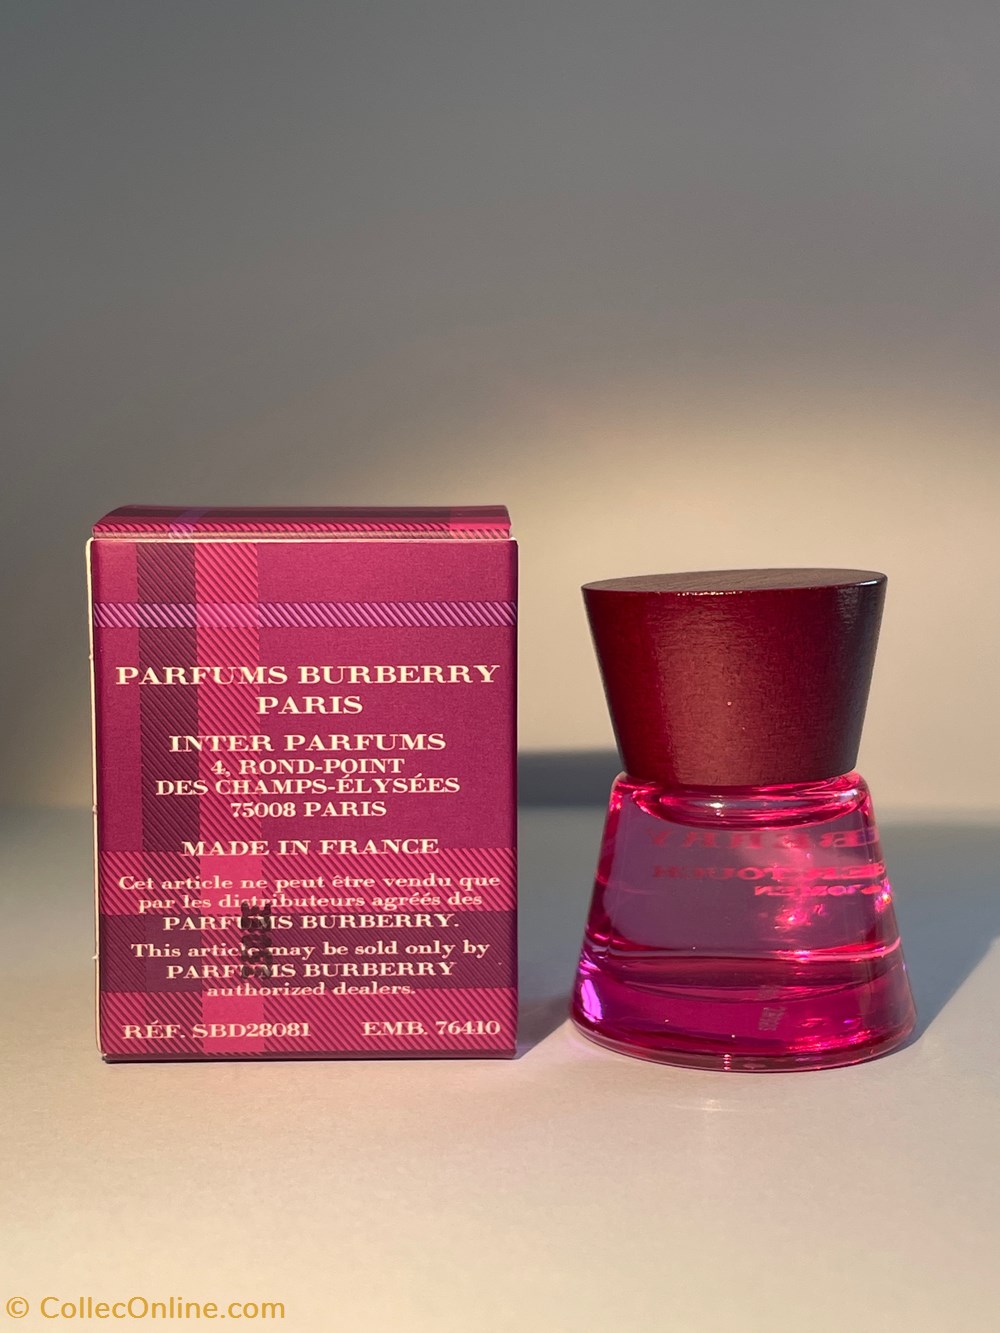 PARFUMS BURBERRY
PARIS
INTER PARFUMS
4, ROND-POINT
DES CHAMPS-ÉLYSÉES
75008 PARIS
MADE IN FRANCE
Cet article ne peut être vendu que
par les distributeurs agréés des
PARFUMS BURBERRY.
This article may be sold only by
PARFUMS BURBERRY
authorized dealers.
RÉF. SBD28081 EMB. 76410
© CollecOnline.com